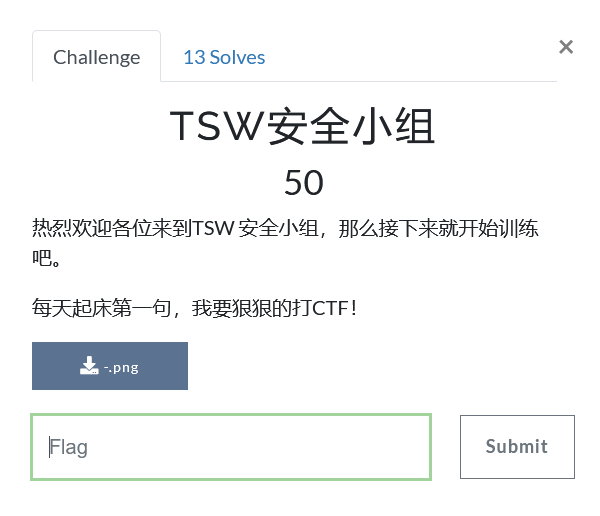 Challenge
13 Solves
×
TSW安全小组
50
热烈欢迎各位来到TSW 安全小组，那么接下来就开始训练
吧。
每天起床第一句，我要狠狠的打CTF！
-.png
Flag
Submit